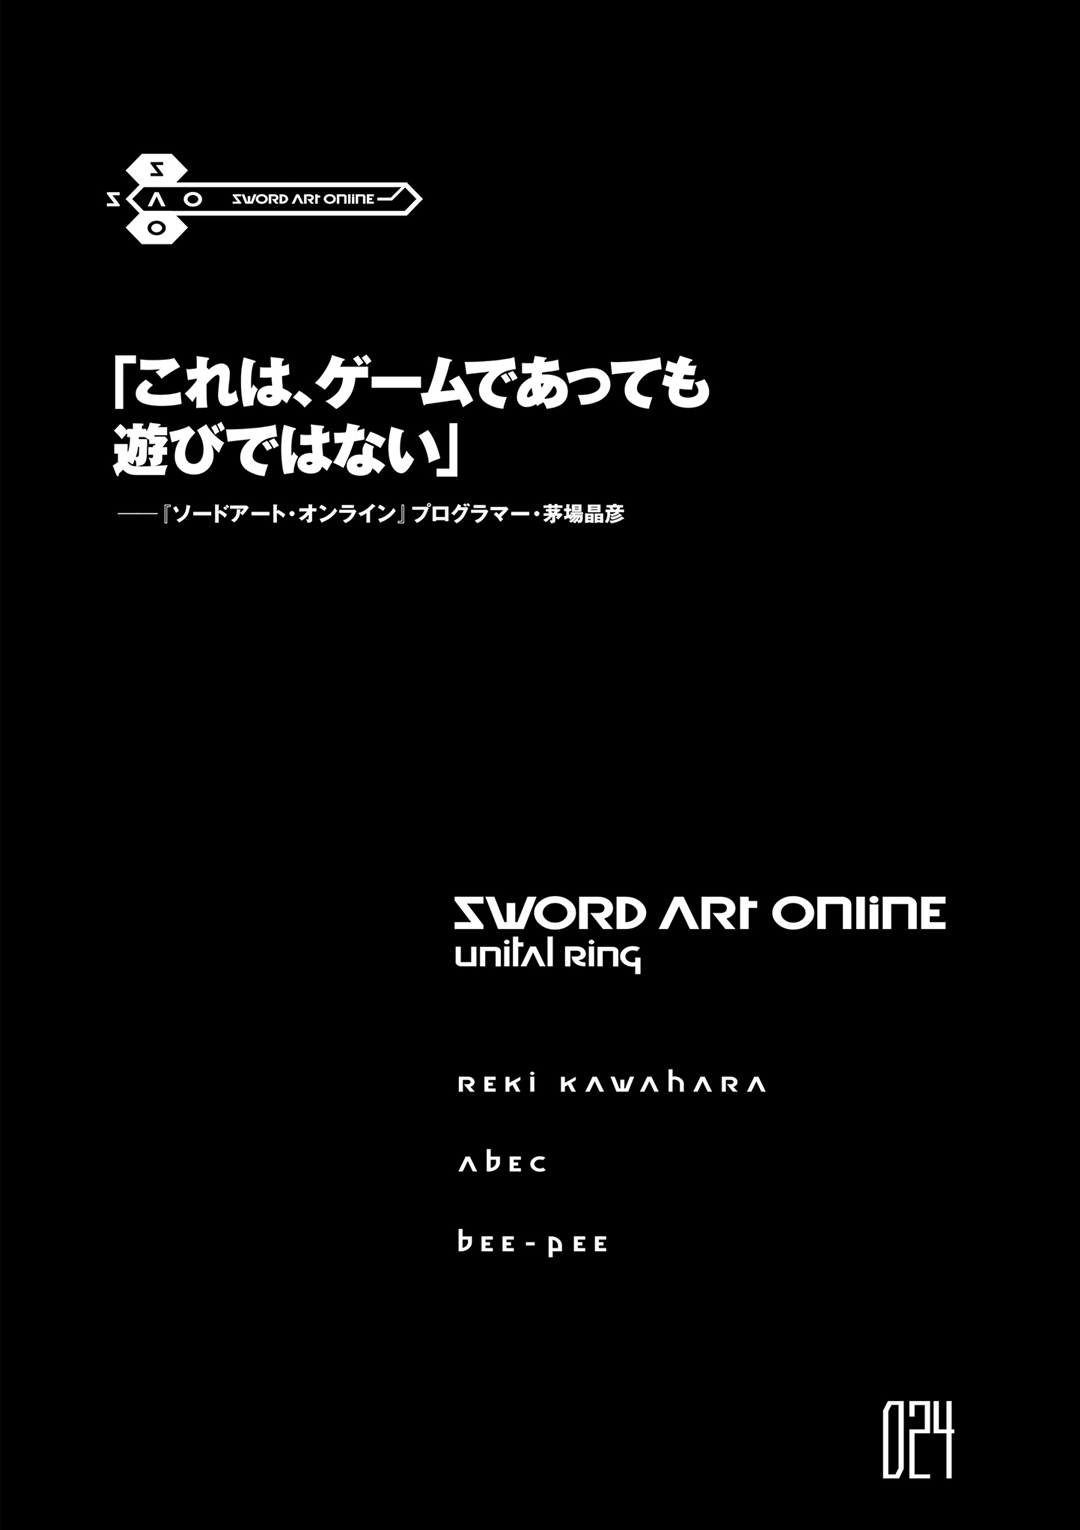 S
S A O SWORD ART ONLINE
O
「これは、ゲームであっても
遊びではない」
──『ソードアート・オンライン』プログラマー・茅場晶彦
SWORD ART ONLINE
unital ring
REKI KAWAHARA
abec
bee-pee
024